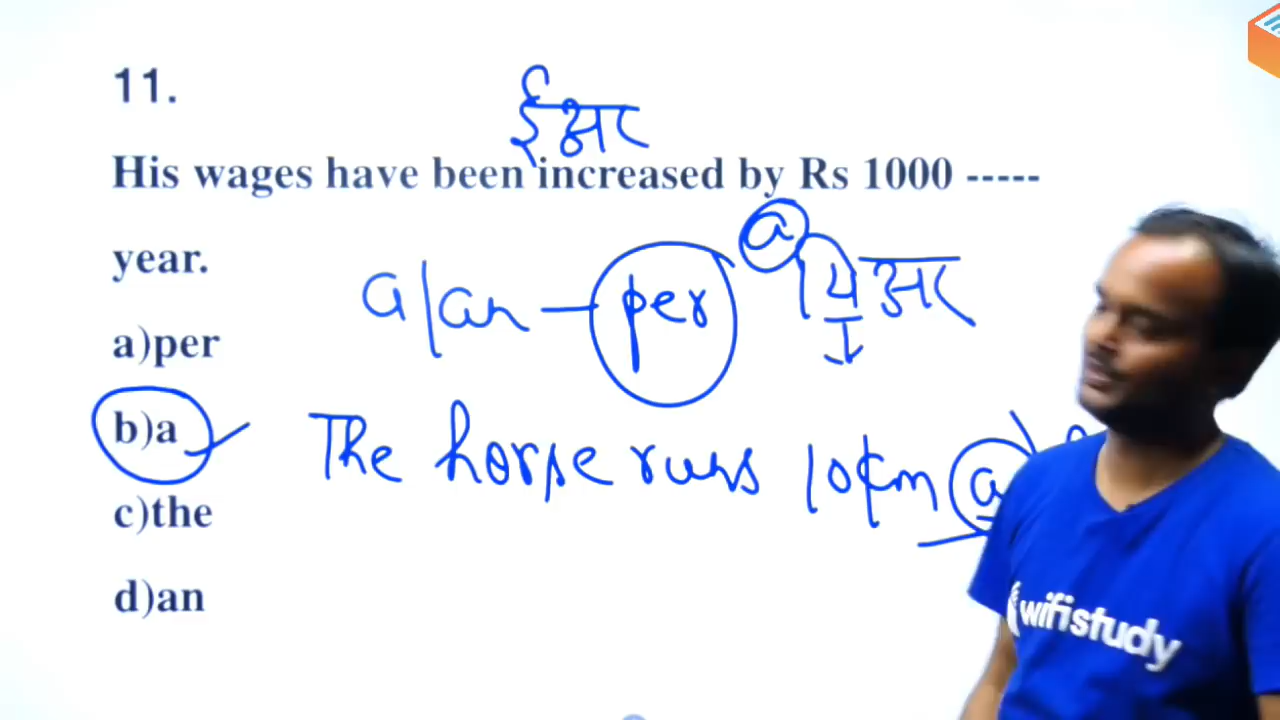 11.
ईअर
His wages have been increased by Rs 1000 -----
year.
a/an — per a यिअर
a)per
b)a
The horse runs 10km a
c)the
d)an
wifistudy